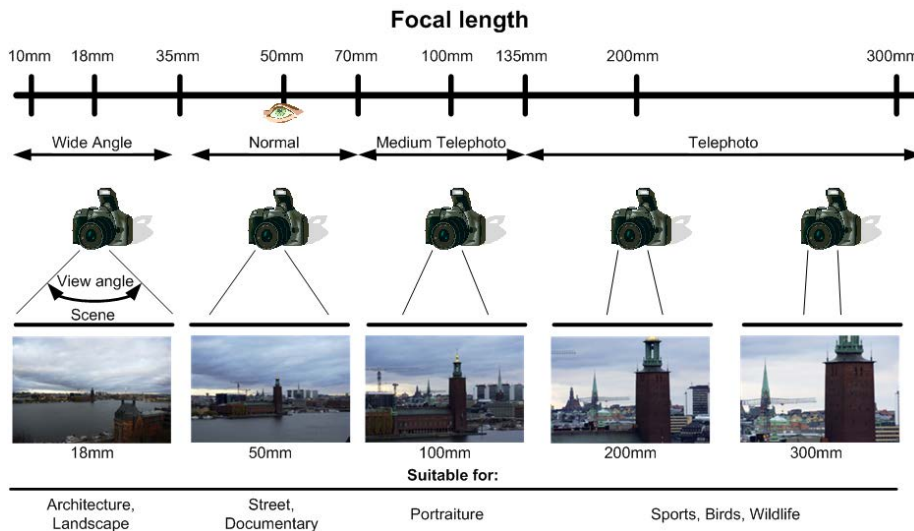 Focal length
10mm 18mm 35mm 50mm 70mm 100mm 135mm 200mm 300mm
Wide Angle Normal Medium Telephoto Telephoto
View angle
Scene
18mm 50mm 100mm 200mm 300mm
Suitable for:
Architecture,
Landscape
Street,
Documentary
Portraiture
Sports, Birds, Wildlife